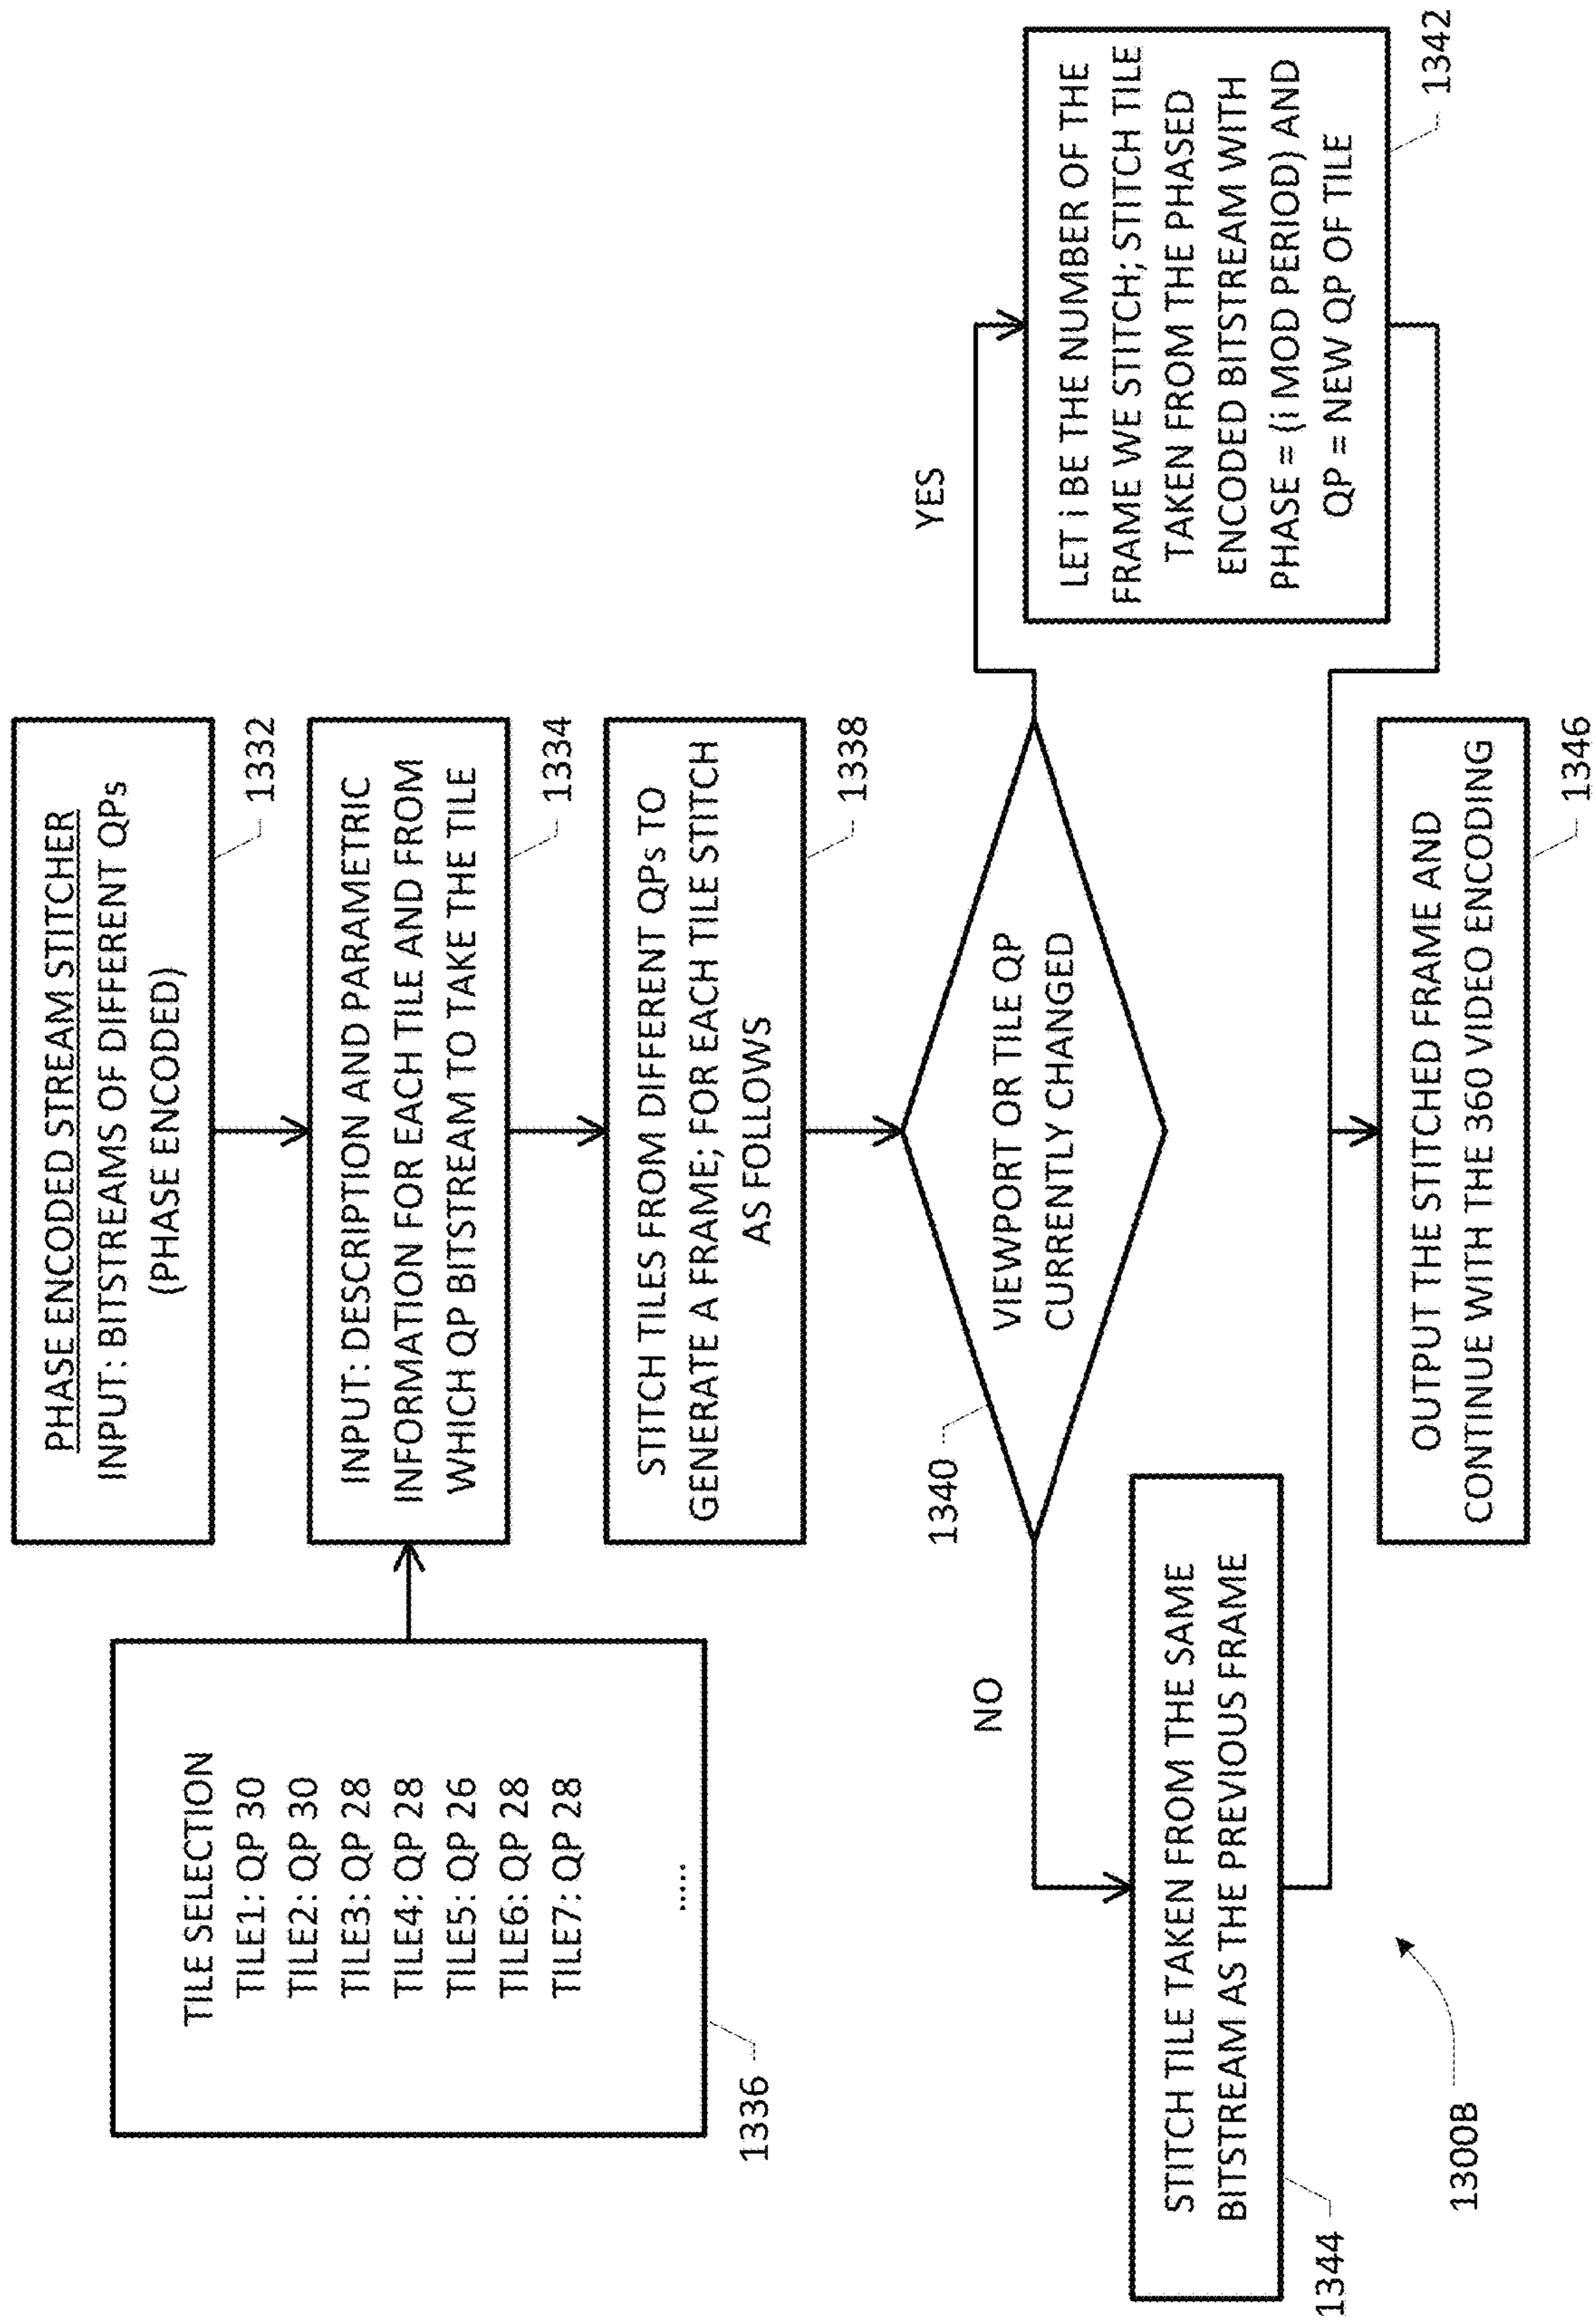 PHASE ENCODED STREAM STITCHER
INPUT: BITSTREAMS OF DIFFERENT QPs
(PHASE ENCODED)
1332
INPUT: DESCRIPTION AND PARAMETRIC
INFORMATION FOR EACH TILE AND FROM
WHICH QP BITSTREAM TO TAKE THE TILE
1334
TILE SELECTION
TILE1: QP 30
TILE2: QP 30
TILE3: QP 28
TILE4: QP 28
TILE5: QP 26
TILE6: QP 28
TILE7: QP 28
.....
1336
STITCH TILES FROM DIFFERENT QPs TO
GENERATE A FRAME; FOR EACH TILE STITCH
AS FOLLOWS
1338
VIEWPORT OR TILE QP
CURRENTLY CHANGED
1340
YES
LET i BE THE NUMBER OF THE
FRAME WE STITCH; STITCH TILE
TAKEN FROM THE PHASED
ENCODED BITSTREAM WITH
PHASE = (i MOD PERIOD) AND
QP = NEW QP OF TILE
1342
NO
STITCH TILE TAKEN FROM THE SAME
BITSTREAM AS THE PREVIOUS FRAME
1344
OUTPUT THE STITCHED FRAME AND
CONTINUE WITH THE 360 VIDEO ENCODING
1346
1300B